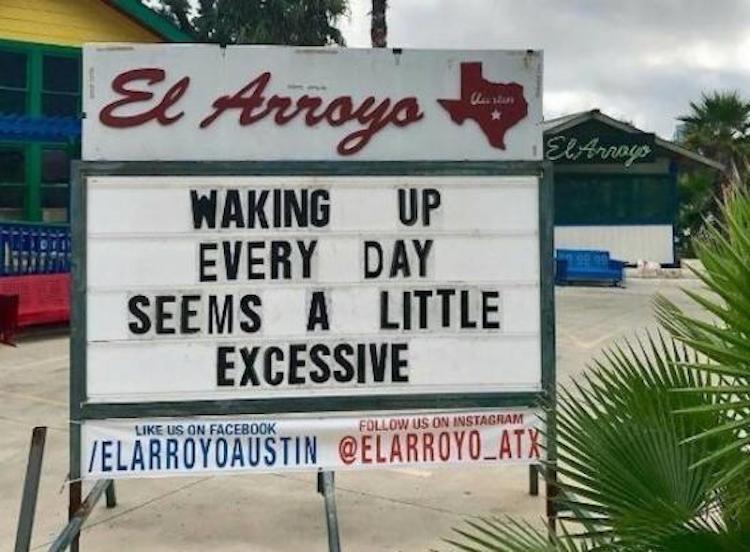 El Arroyo
Austin
El Arroyo
WAKING UP
EVERY DAY
SEEMS A LITTLE
EXCESSIVE
LIKE US ON FACEBOOK
/ELARROYOAUSTIN
FOLLOW US ON INSTAGRAM
@ELARROYO_ATX